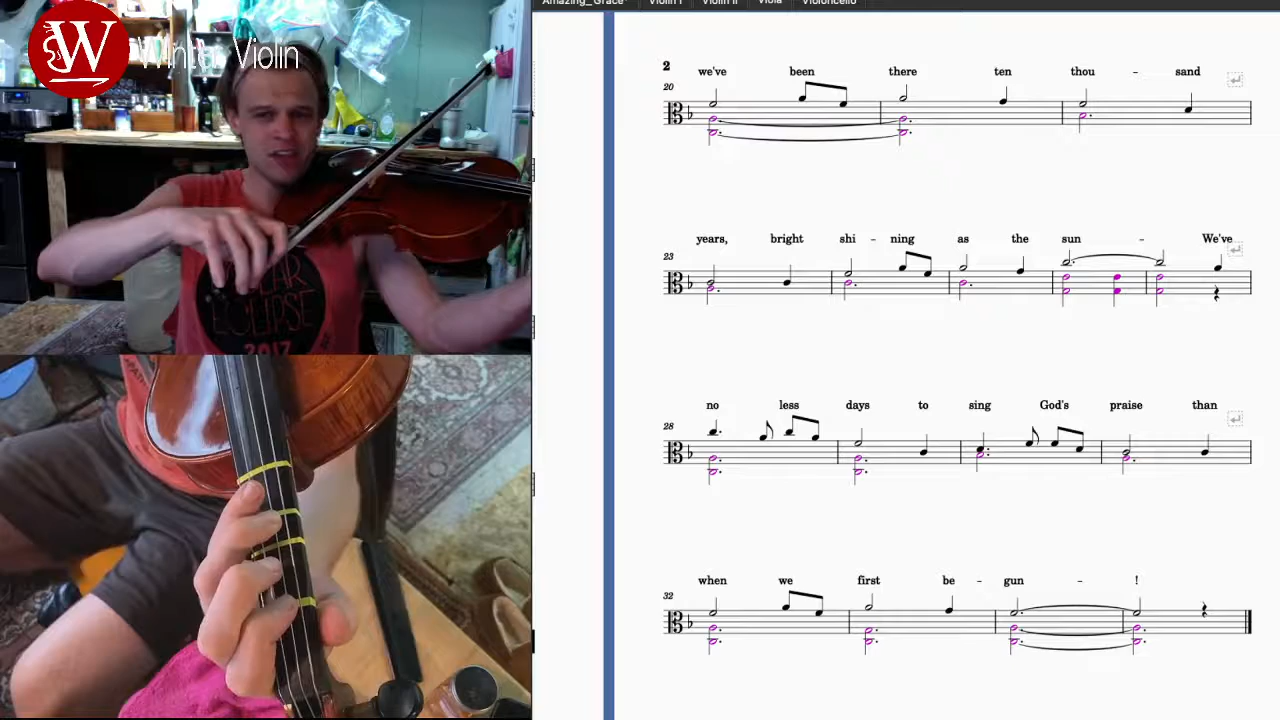 Amazing_Grace* Violin I Violin II Viola Violoncello
W Winter Violin
2
we've been there ten thou - sand
20
years, bright shi - ning as the sun - We've
23
no less days to sing God's praise than
28
when we first be - gun - !
32
ECLIPSE
2017